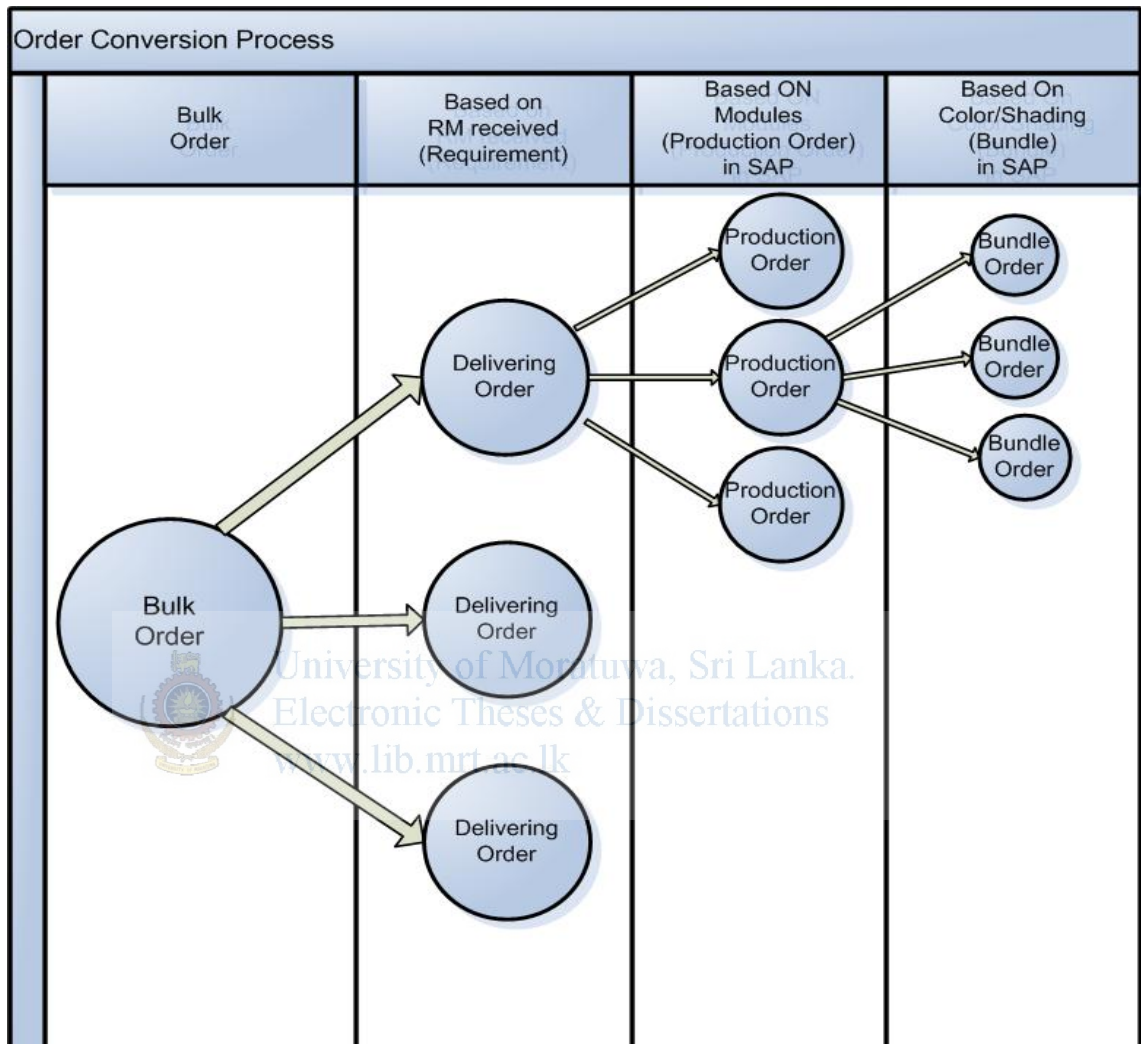 Order Conversion Process
Bulk
Order
Based on
RM received
(Requirement)
Based ON
Modules
(Production Order)
in SAP
Based On
Color/Shading
(Bundle)
in SAP
Production
Order
Bundle
Order
Delivering
Order
Production
Order
Bundle
Order
Bundle
Order
Production
Order
Bulk
Order
Delivering
Order
University of Moratuwa, Sri Lanka.
Electronic Theses & Dissertations
www.lib.mrt.ac.lk
Delivering
Order